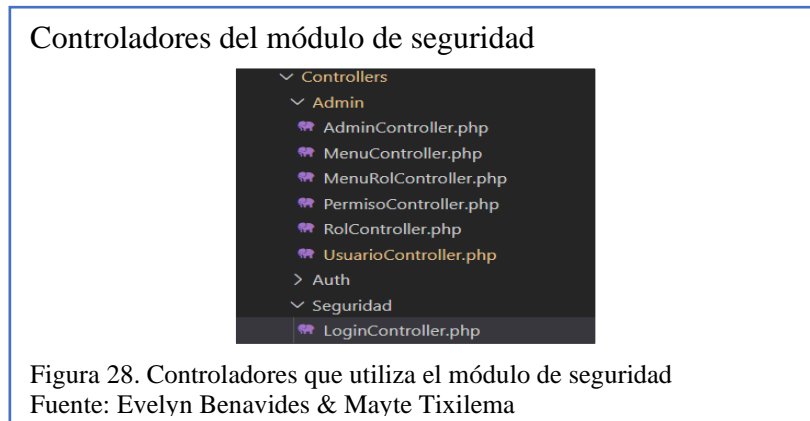 Controladores del módulo de seguridad
Controllers
Admin
AdminController.php
MenuController.php
MenuRolController.php
PermisoController.php
RolController.php
UsuarioController.php
Auth
Seguridad
LoginController.php
Figura 28. Controladores que utiliza el módulo de seguridad
Fuente: Evelyn Benavides & Mayte Tixilema